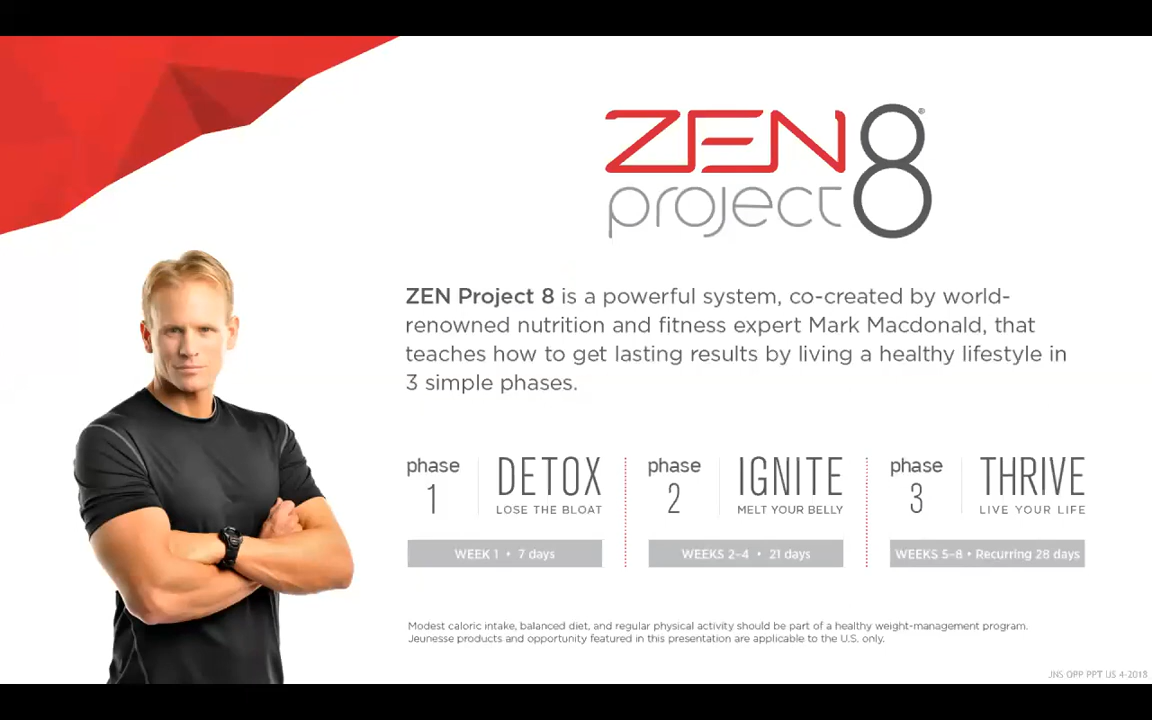 ZEN 8®
project
ZEN Project 8 is a powerful system, co-created by world-
renowned nutrition and fitness expert Mark Macdonald, that
teaches how to get lasting results by living a healthy lifestyle in
3 simple phases.
phase 1
DETOX
LOSE THE BLOAT
WEEK 1 • 7 days
phase 2
IGNITE
MELT YOUR BELLY
WEEKS 2–4 • 21 days
phase 3
THRIVE
LIVE YOUR LIFE
WEEKS 5–8 • Recurring 28 days
Modest caloric intake, balanced diet, and regular physical activity should be part of a healthy weight-management program.
Jeunesse products and opportunity featured in this presentation are applicable to the U.S. only.
JNS OPP PPT US 4-2018